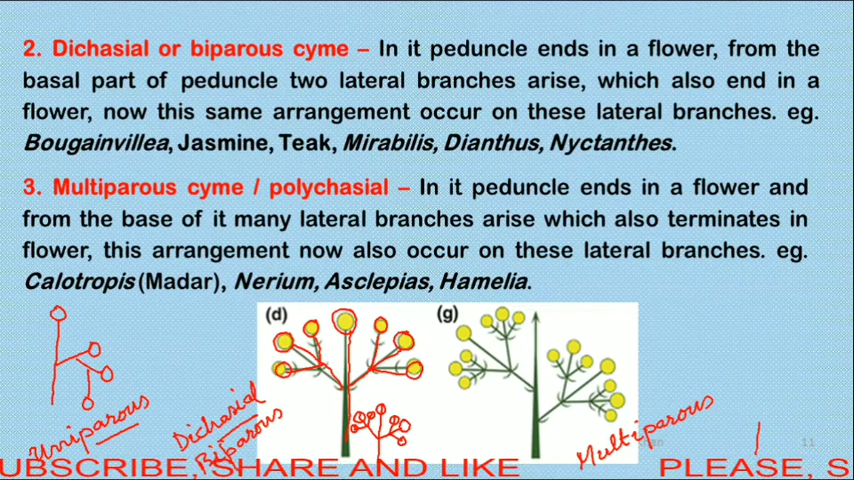 2. Dichasial or biparous cyme – In it peduncle ends in a flower, from the
basal part of peduncle two lateral branches arise, which also end in a
flower, now this same arrangement occur on these lateral branches. eg.
Bougainvillea, Jasmine, Teak, Mirabilis, Dianthus, Nyctanthes.
3. Multiparous cyme / polychasial – In it peduncle ends in a flower and
from the base of it many lateral branches arise which also terminates in
flower, this arrangement now also occur on these lateral branches. eg.
Calotropis (Madar), Nerium, Asclepias, Hamelia.
(d)
(g)
Uniparous
Dichasial
Biparous
Multiparous
11
UBSCRIBE, SHARE AND LIKE
PLEASE, S